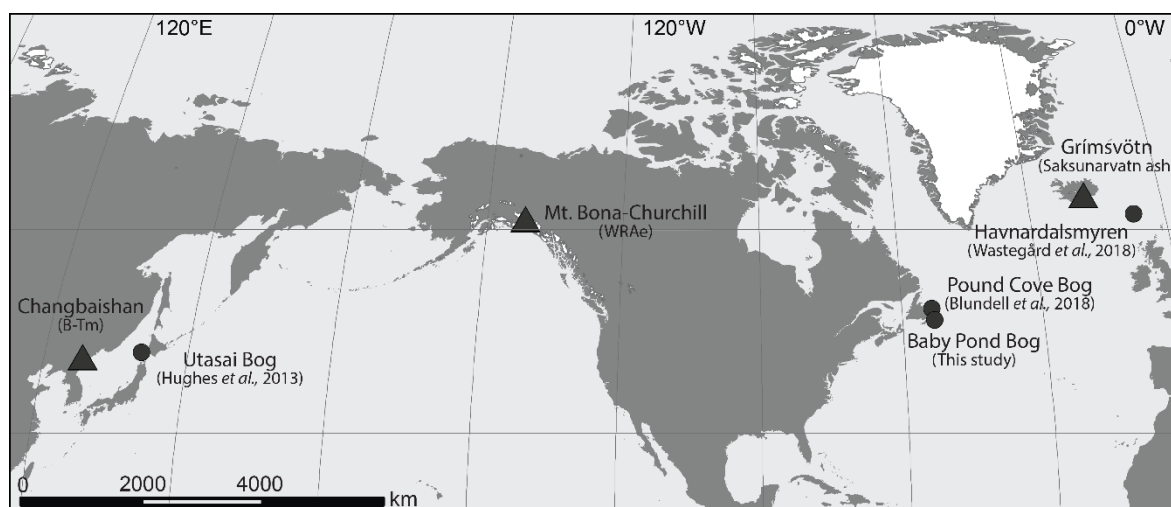 120°E
120°W
0°W
Grímsvötn
(Saksunarvatn ash
Mt. Bona-Churchill
(WRAe)
Havnardalsmyren
(Wastegård et al., 2018)
Changbaishan
(B-Tm)
Pound Cove Bog
(Blundell et al., 2018)
Utasai Bog
(Hughes et al., 2013)
Baby Pond Bog
(This study)
0 2000 4000
km